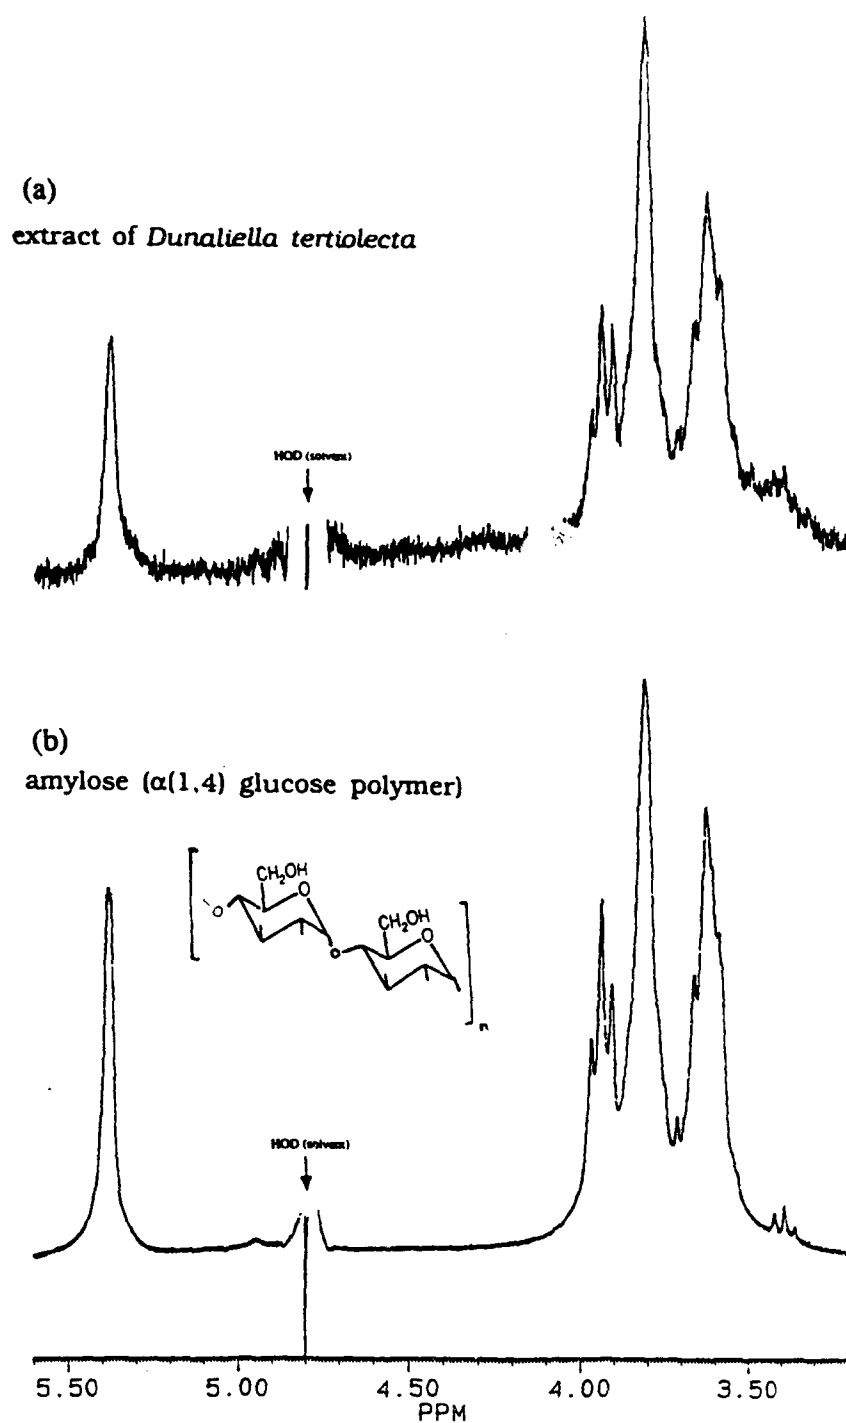 (a)
extract of Dunaliella tertiolecta
HOD (solvent)
(b)
amylose (α(1,4) glucose polymer)
CH₂OH
O
O
CH₂OH
O
O
n
HOD (solvent)
5.50 5.00 4.50 4.00 3.50
PPM